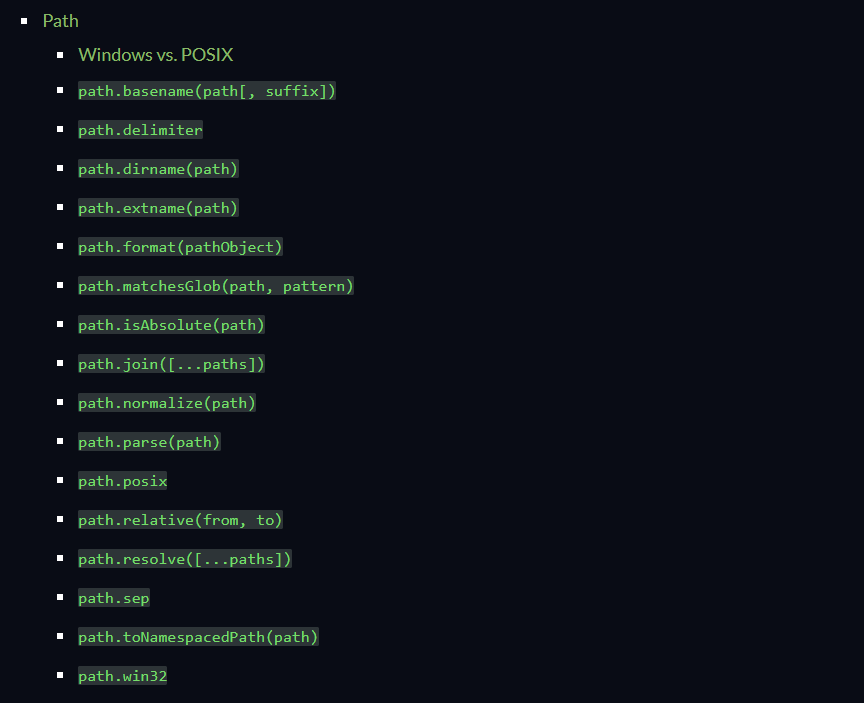 Path
Windows vs. POSIX
path.basename(path[, suffix])
path.delimiter
path.dirname(path)
path.extname(path)
path.format(pathObject)
path.matchesGlob(path, pattern)
path.isAbsolute(path)
path.join([...paths])
path.normalize(path)
path.parse(path)
path.posix
path.relative(from, to)
path.resolve([...paths])
path.sep
path.toNamespacedPath(path)
path.win32